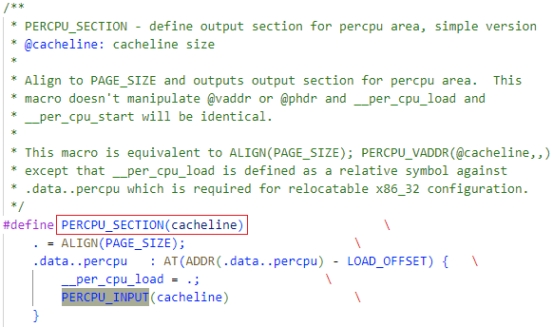 /**
 * PERCPU_SECTION - define output section for percpu area, simple version
 * @cacheline: cacheline size
 *
 * Align to PAGE_SIZE and outputs output section for percpu area.  This
 * macro doesn't manipulate @vaddr or @phdr and __per_cpu_load and
 * __per_cpu_start will be identical.
 *
 * This macro is equivalent to ALIGN(PAGE_SIZE); PERCPU_VADDR(@cacheline,,)
 * except that __per_cpu_load is defined as a relative symbol against
 * .data..percpu which is required for relocatable x86_32 configuration.
 */
#define PERCPU_SECTION(cacheline) \
    . = ALIGN(PAGE_SIZE); \
    .data..percpu   : AT(ADDR(.data..percpu) - LOAD_OFFSET) { \
        __per_cpu_load = .; \
        PERCPU_INPUT(cacheline) \
    }